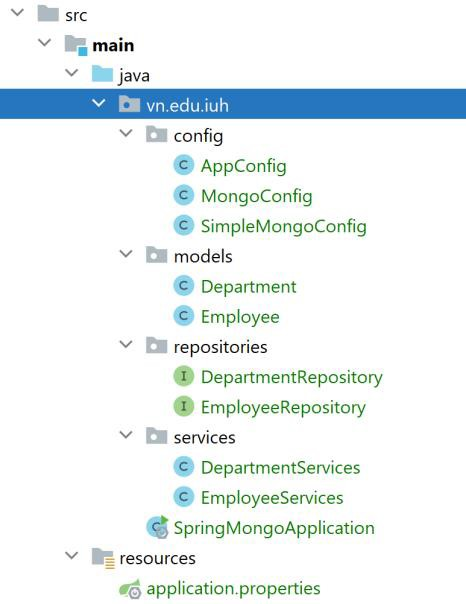 src
main
java
vn.edu.iuh
config
C AppConfig
C MongoConfig
C SimpleMongoConfig
models
C Department
C Employee
repositories
I DepartmentRepository
I EmployeeRepository
services
C DepartmentServices
C EmployeeServices
C SpringMongoApplication
resources
application.properties